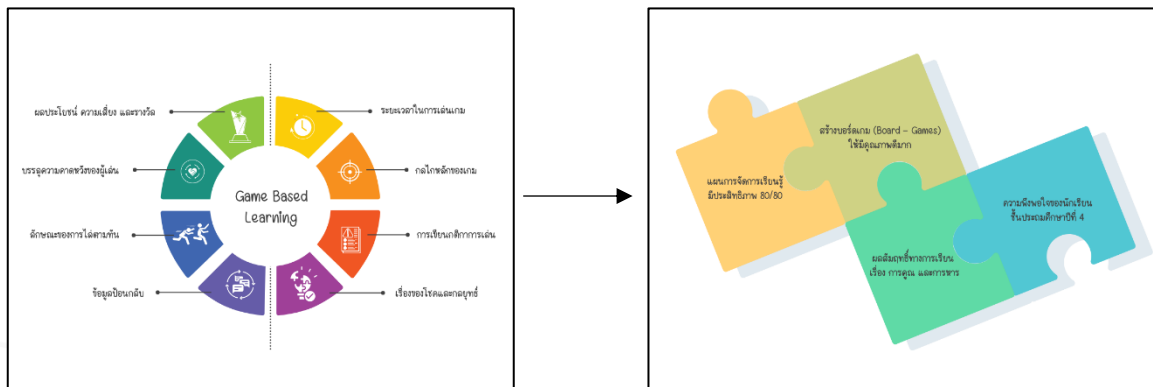 ผลประโยชน์ ความเสี่ยง และรางวัล
ระยะเวลาในการเล่นเกม
บรรลุความคาดหวังของผู้เล่น
กลไกหลักของเกม
Game Based
Learning
ลักษณะของการไล่ตามทัน
การเขียนกติกาการเล่น
ข้อมูลป้อนกลับ
เรื่องของโชคและกลยุทธ์
สร้างบอร์ดเกม (Board – Games)
ให้มีคุณภาพดีมาก
แผนการจัดการเรียนรู้
มีประสิทธิภาพ 80/80
ความพึงพอใจของนักเรียน
ชั้นประถมศึกษาปีที่ 4
ผลสัมฤทธิ์ทางการเรียน
เรื่อง การคูณ และการหาร